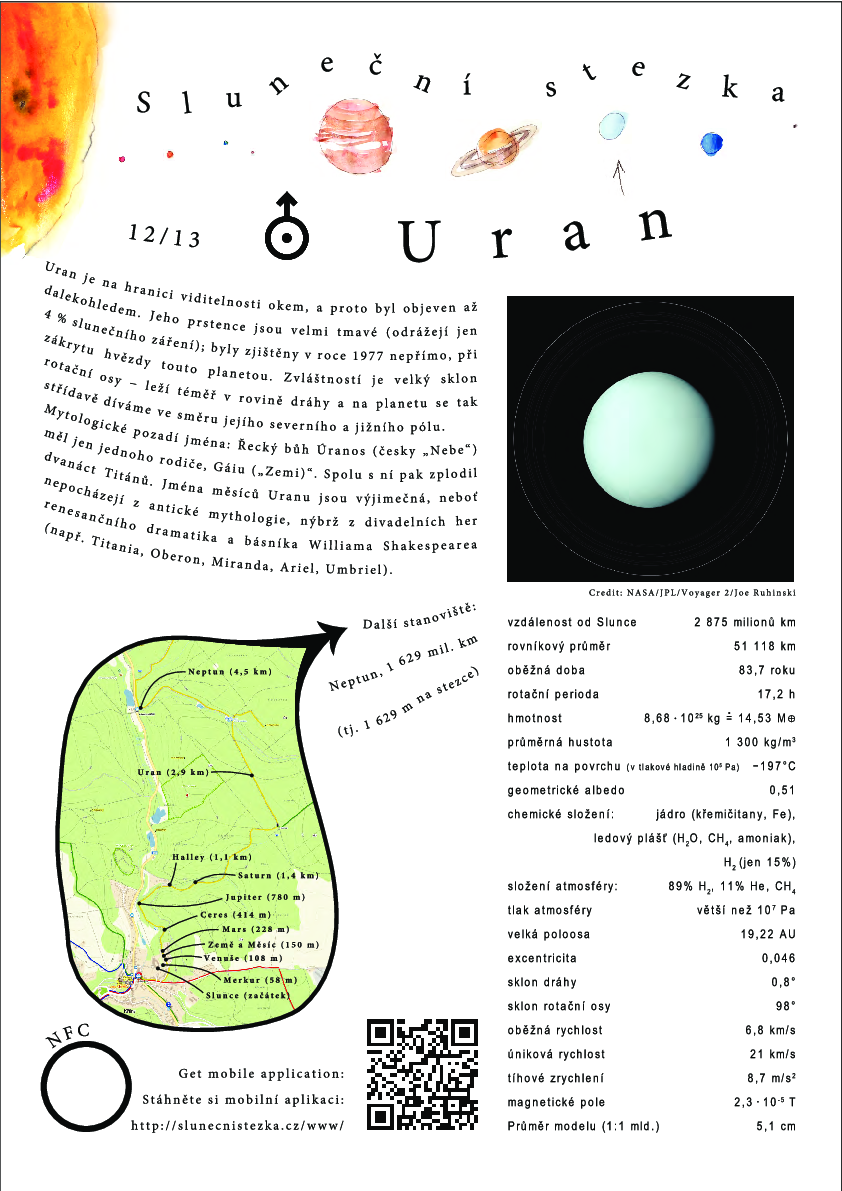 Sluneční stezka
12/13
Uran
Uran je na hranici viditelnosti okem, a proto byl objeven až
dalekohledem. Jeho prstence jsou velmi tmavé (odrážejí jen
4 % slunečního záření); byly zjištěny v roce 1977 nepřímo, při
zákrytu hvězdy touto planetou. Zvláštností je velký sklon
rotační osy – leží téměř v rovině dráhy a na planetu se tak
střídavě díváme ve směru jejího severního a jižního pólu.
Mytologické pozadí jména: Řecký bůh Úranos (česky „Nebe“)
měl jen jednoho rodiče, Gáiu („Zemi)“. Spolu s ní pak zplodil
dvanáct Titánů. Jména měsíců Uranu jsou výjimečná, neboť
nepocházejí z antické mythologie, nýbrž z divadelních her
renesančního dramatika a básníka Williama Shakespearea
(např. Titania, Oberon, Miranda, Ariel, Umbriel).
Credit: NASA/JPL/Voyager 2/Joe Ruhinski
Další stanoviště:
Neptun, 1 629 mil. km
(tj. 1 629 m na stezce)
Neptun (4,5 km)
Uran (2,9 km)
Halley (1,1 km)
Saturn (1,4 km)
Jupiter (780 m)
Ceres (414 m)
Mars (228 m)
Země a Měsíc (150 m)
Venuše (108 m)
Merkur (58 m)
Slunce (začátek)
vzdálenost od Slunce 2 875 milionů km
rovníkový průměr 51 118 km
oběžná doba 83,7 roku
rotační perioda 17,2 h
hmotnost 8,68 · 10²⁵ kg ≐ 14,53 M⊕
průměrná hustota 1 300 kg/m³
teplota na povrchu (v tlakové hladině 10⁵ Pa) −197°C
geometrické albedo 0,51
chemické složení: jádro (křemičitany, Fe),
ledový plášť (H₂O, CH₄, amoniak),
H₂ (jen 15%)
složení atmosféry: 89% H₂, 11% He, CH₄
tlak atmosféry větší než 10⁷ Pa
velká poloosa 19,22 AU
excentricita 0,046
sklon dráhy 0,8°
sklon rotační osy 98°
oběžná rychlost 6,8 km/s
úniková rychlost 21 km/s
tíhové zrychlení 8,7 m/s²
magnetické pole 2,3 · 10⁻⁵ T
Průměr modelu (1:1 mld.) 5,1 cm
NFC
Get mobile application:
Stáhněte si mobilní aplikaci:
http://slunecnistezka.cz/www/